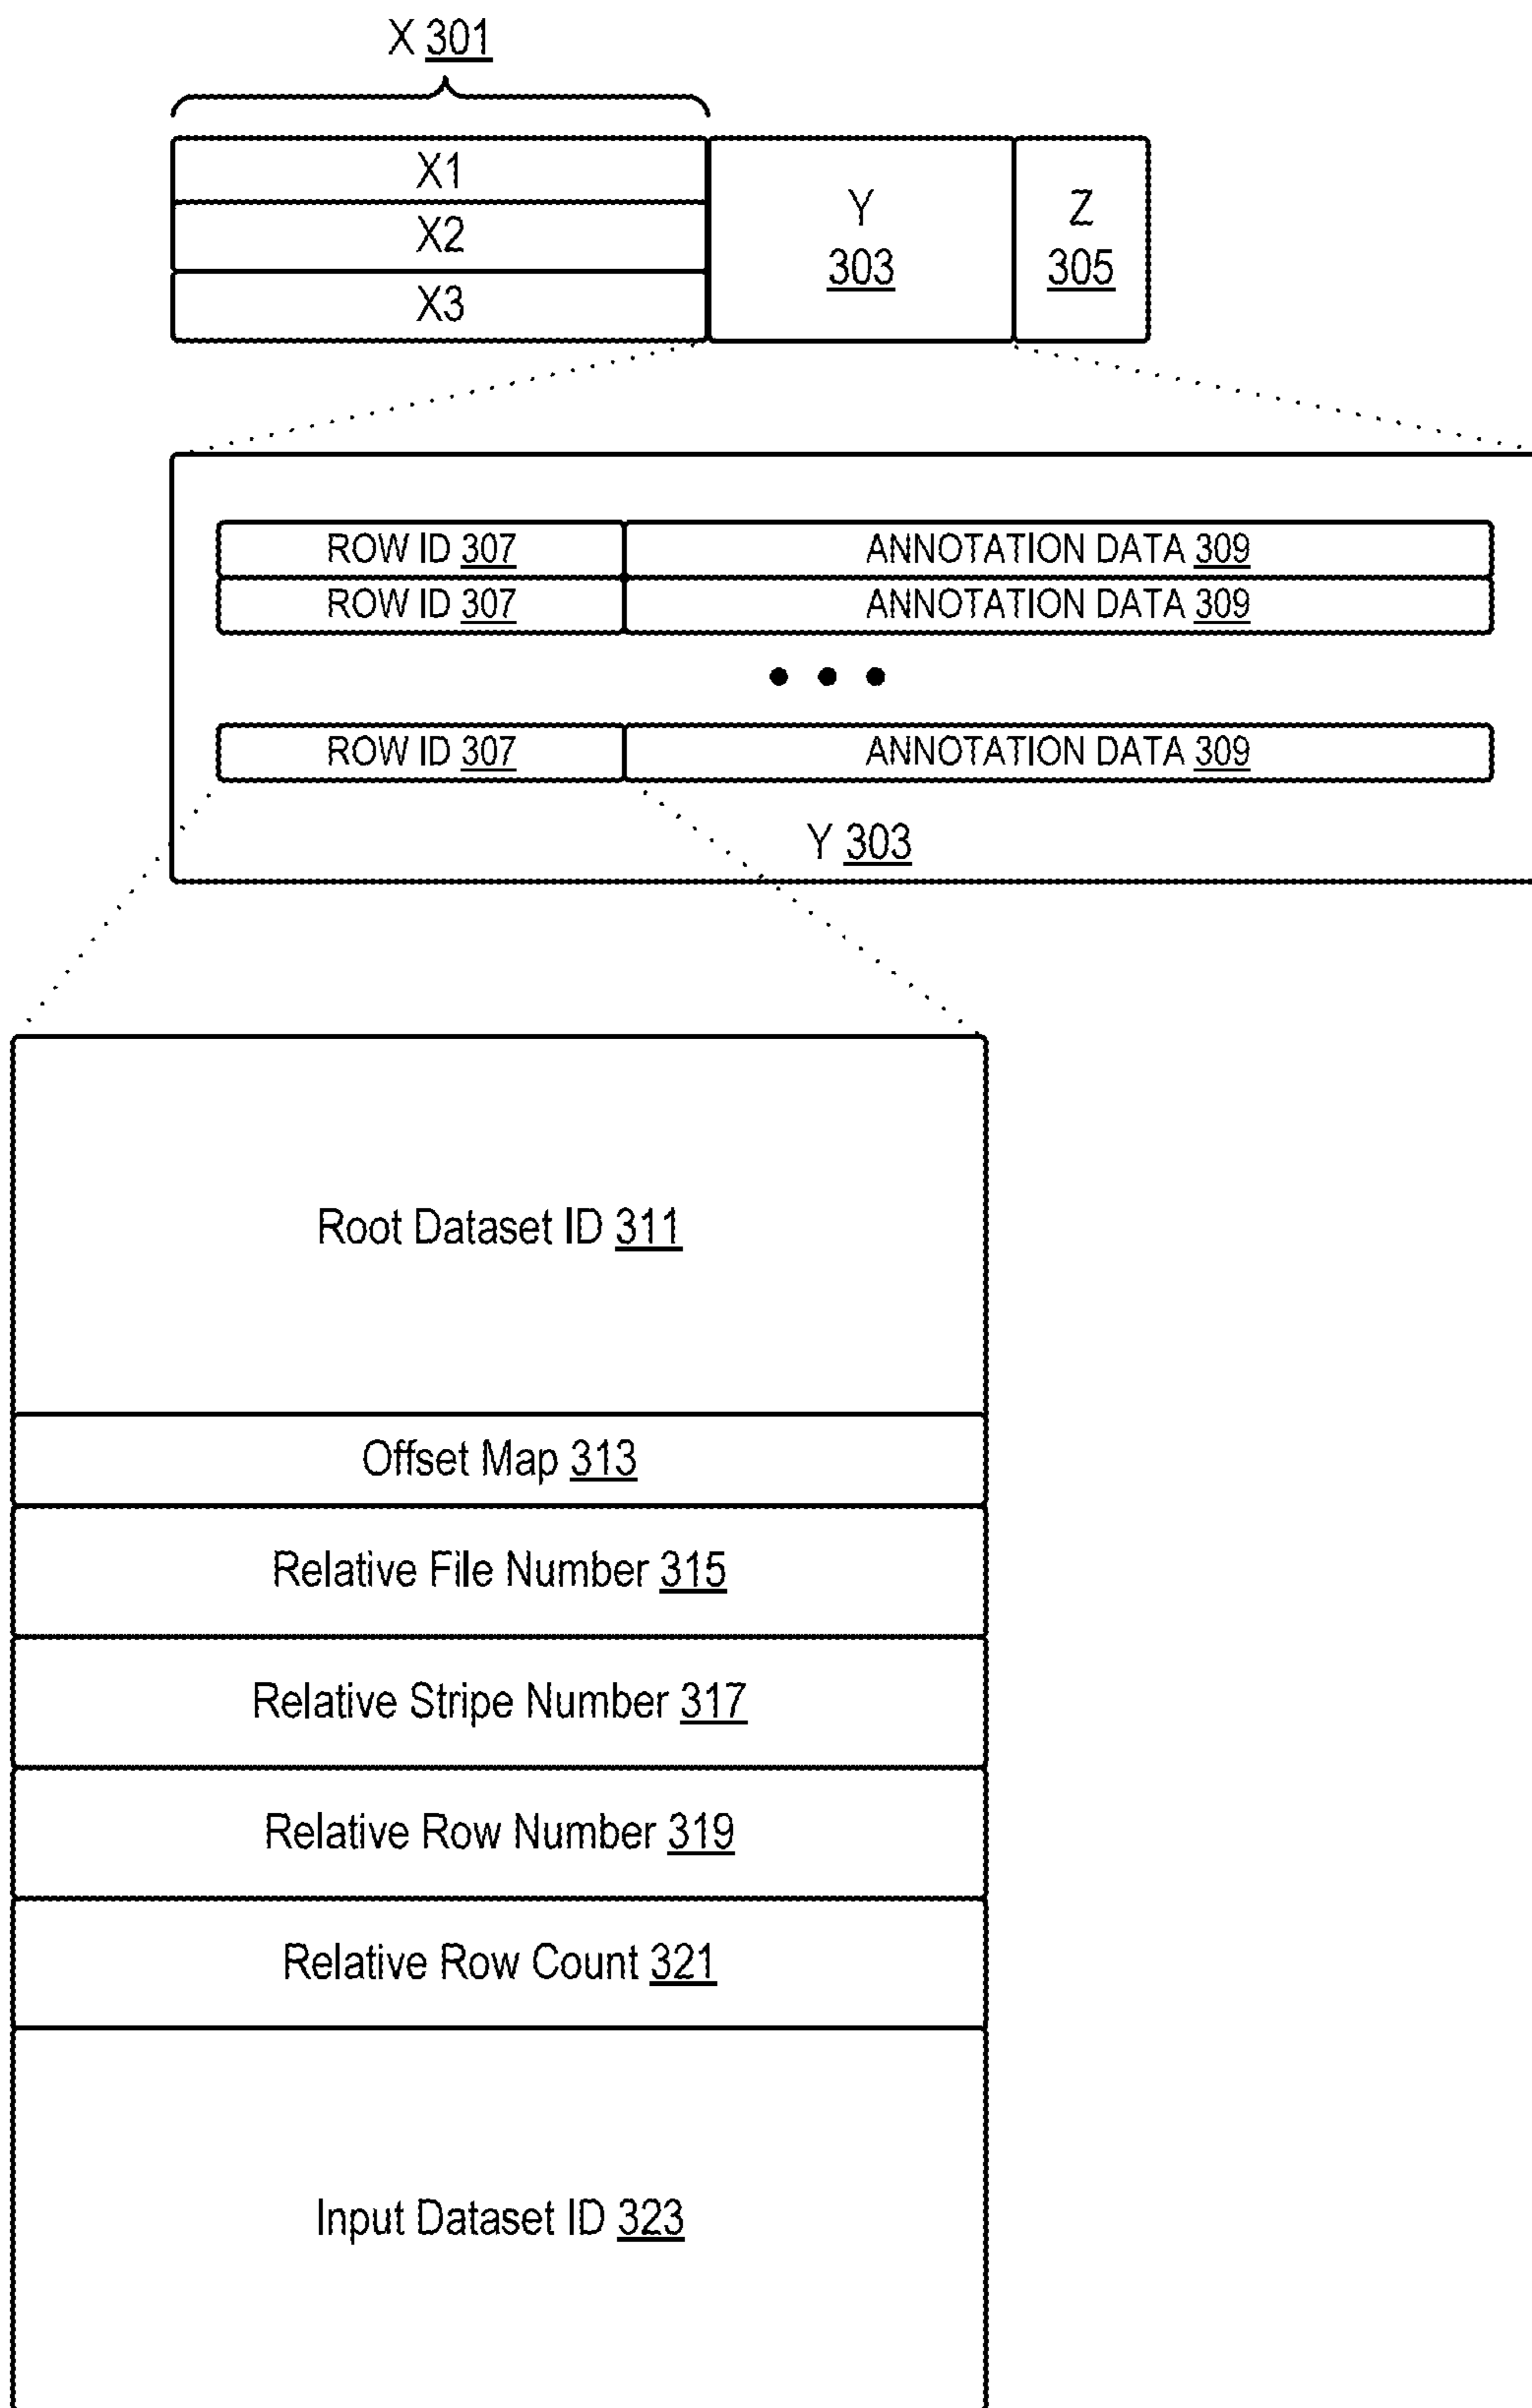 X 301
X1
X2
X3
Y
303
Z
305
ROW ID 307 ANNOTATION DATA 309
ROW ID 307 ANNOTATION DATA 309
ROW ID 307 ANNOTATION DATA 309
Y 303
Root Dataset ID 311
Offset Map 313
Relative File Number 315
Relative Stripe Number 317
Relative Row Number 319
Relative Row Count 321
Input Dataset ID 323